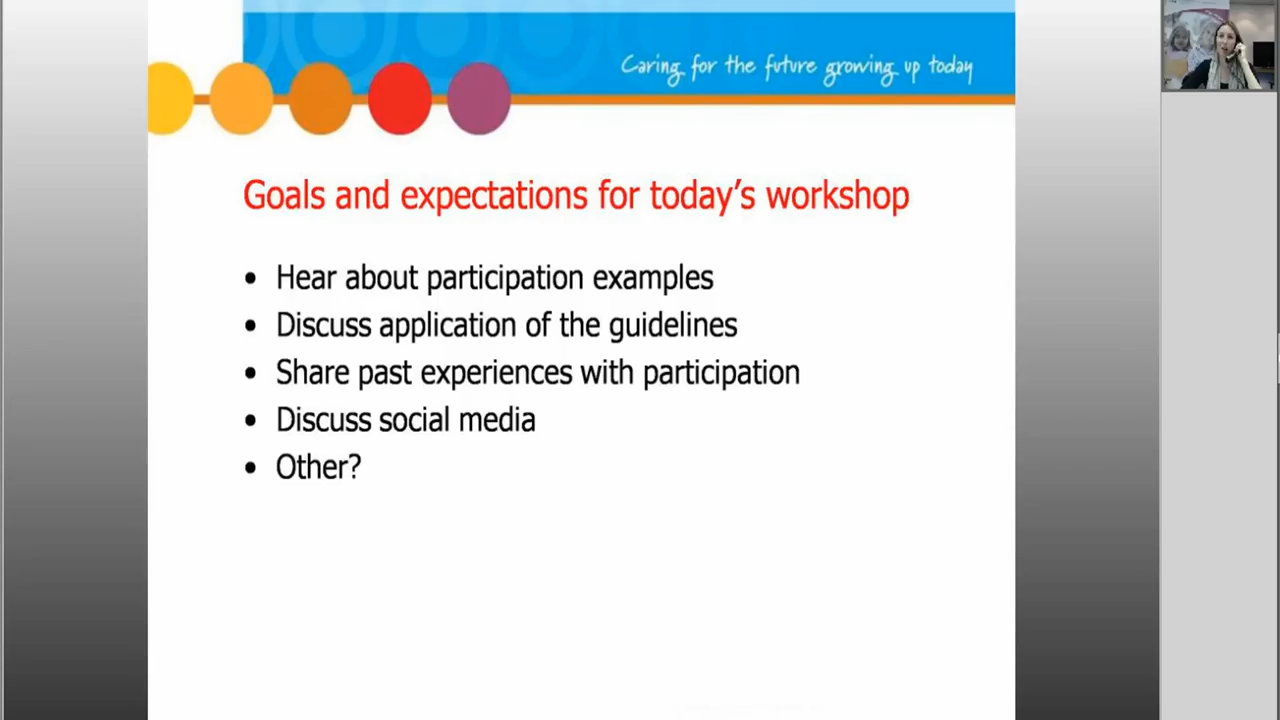 Caring for the future growing up today
Goals and expectations for today’s workshop
• Hear about participation examples
• Discuss application of the guidelines
• Share past experiences with participation
• Discuss social media
• Other?